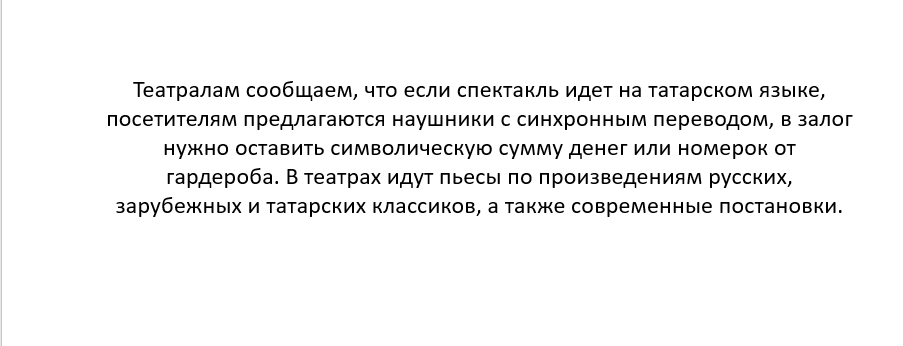 Театралам сообщаем, что если спектакль идет на татарском языке,
посетителям предлагаются наушники с синхронным переводом, в залог
нужно оставить символическую сумму денег или номерок от
гардероба. В театрах идут пьесы по произведениям русских,
зарубежных и татарских классиков, а также современные постановки.